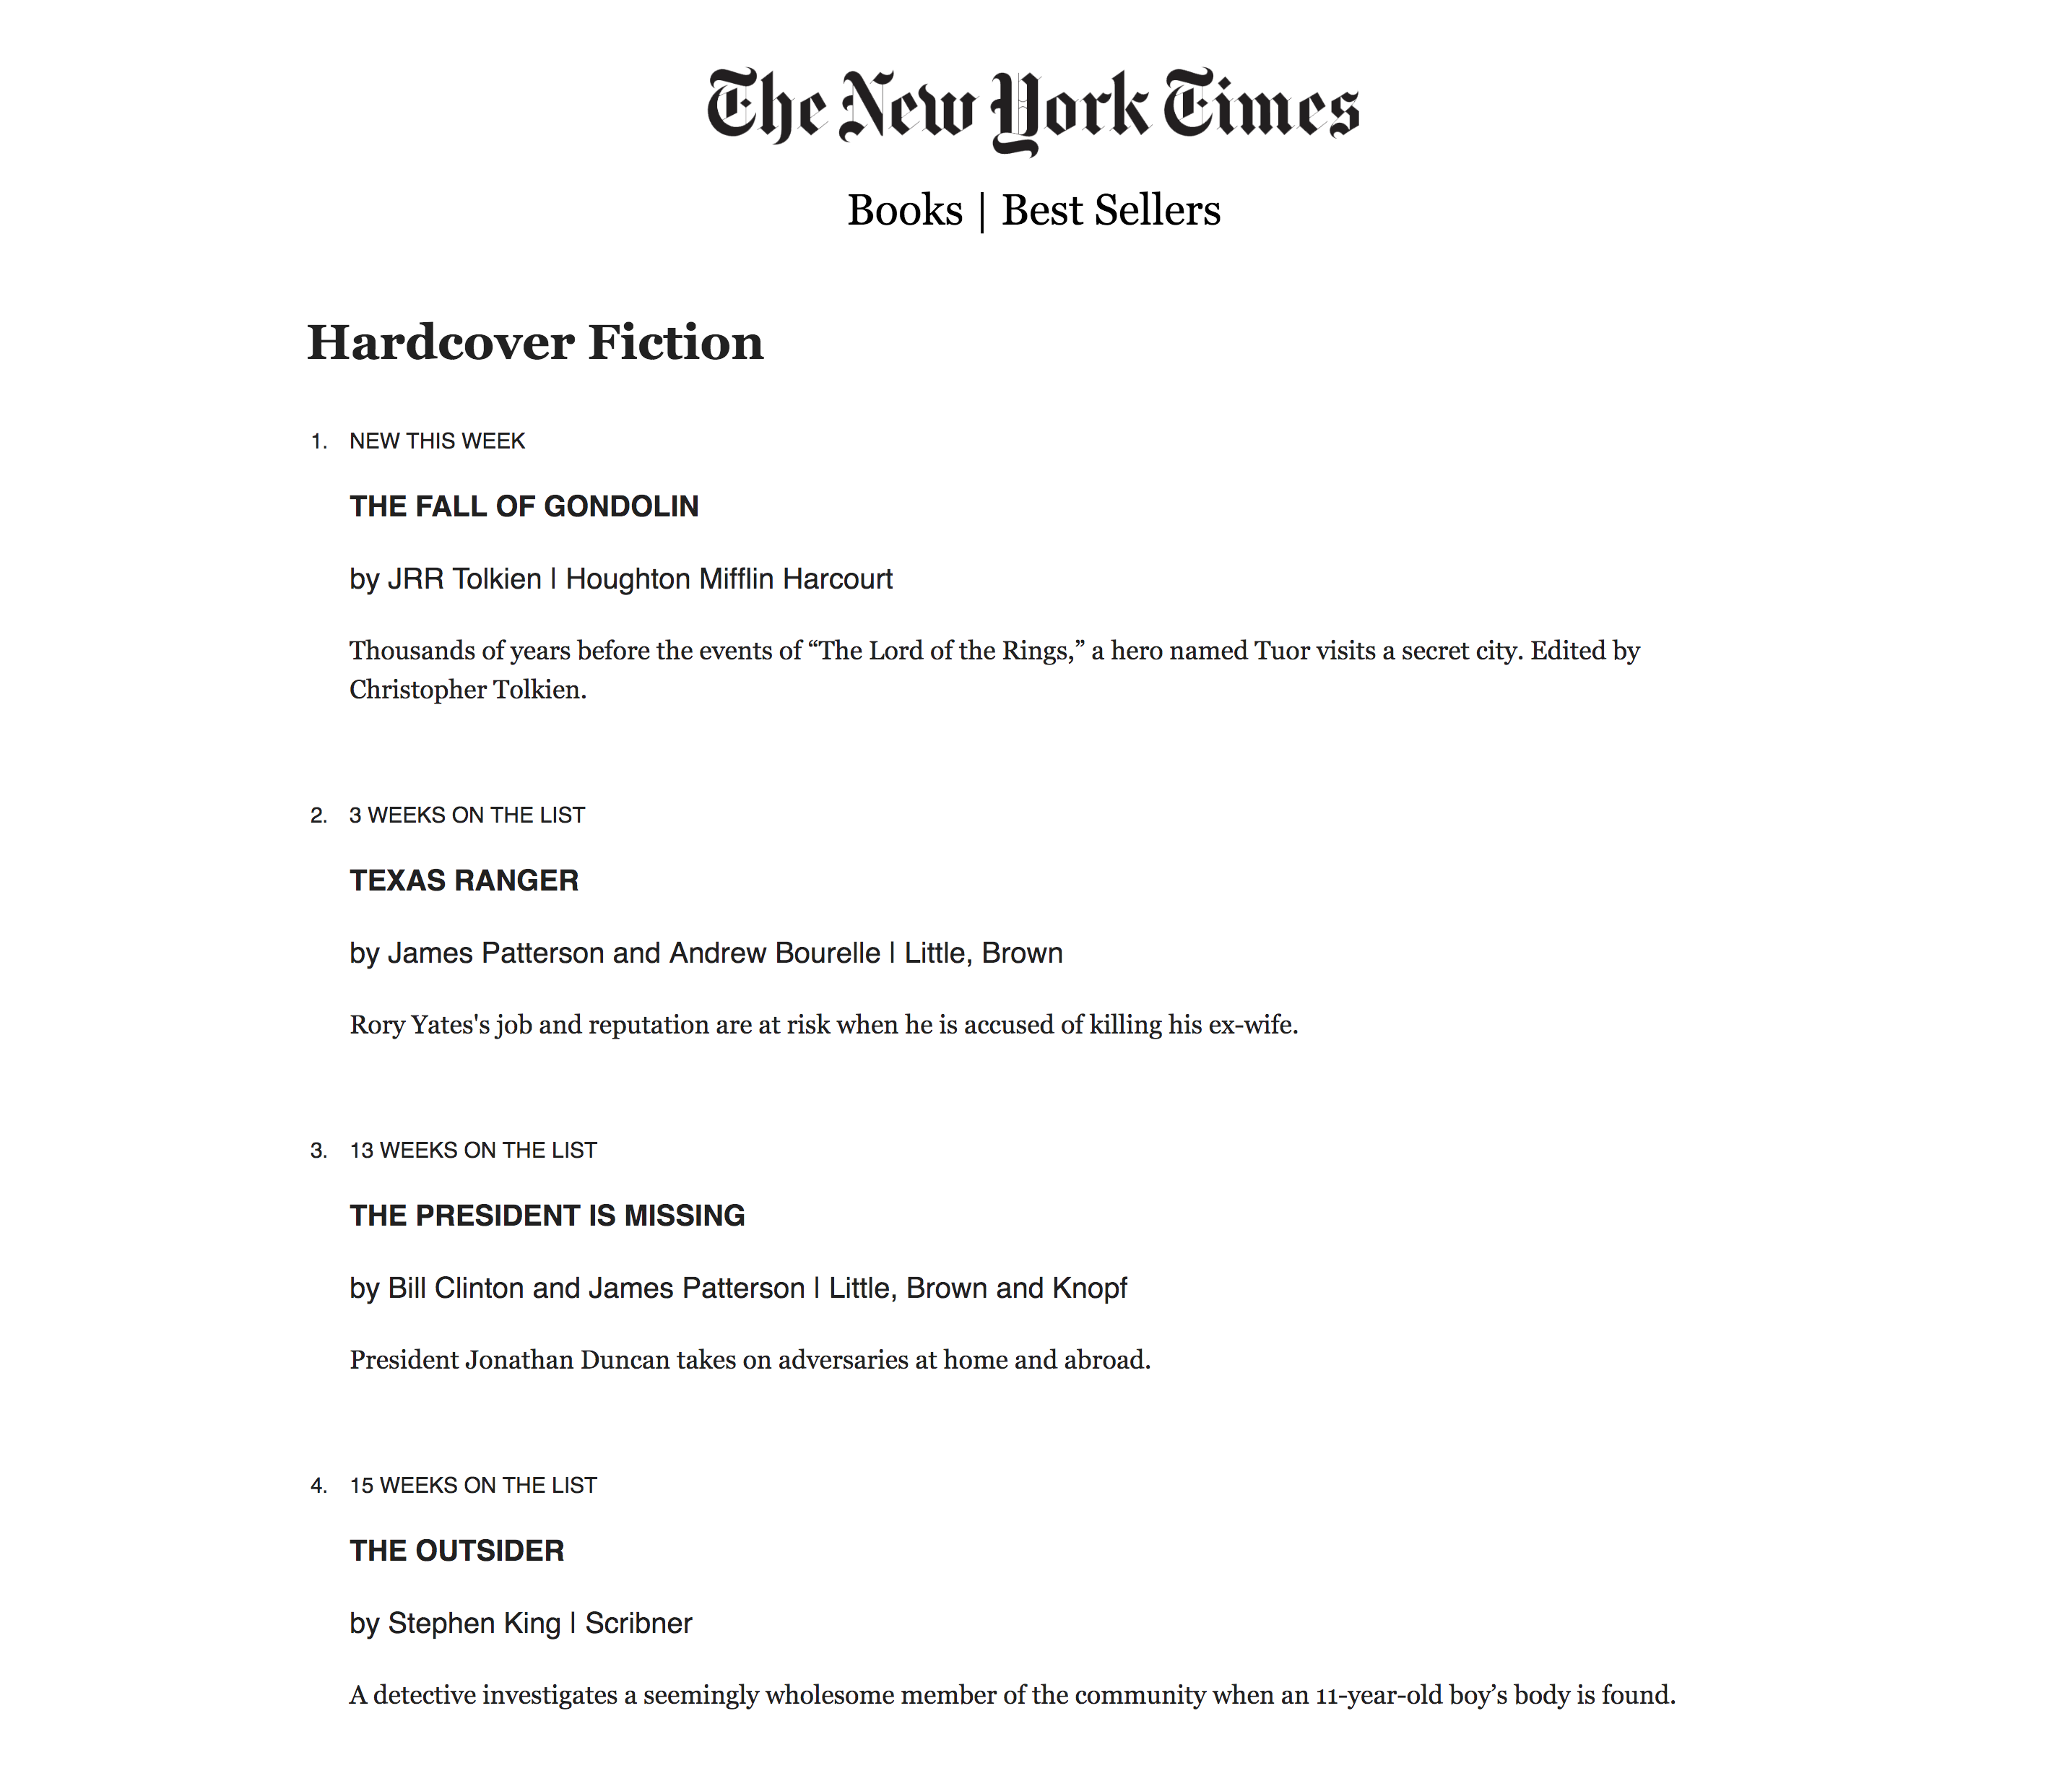 The New York Times
Books | Best Sellers
Hardcover Fiction
1. NEW THIS WEEK
THE FALL OF GONDOLIN
by JRR Tolkien | Houghton Mifflin Harcourt
Thousands of years before the events of “The Lord of the Rings,” a hero named Tuor visits a secret city. Edited by
Christopher Tolkien.
2. 3 WEEKS ON THE LIST
TEXAS RANGER
by James Patterson and Andrew Bourelle | Little, Brown
Rory Yates's job and reputation are at risk when he is accused of killing his ex-wife.
3. 13 WEEKS ON THE LIST
THE PRESIDENT IS MISSING
by Bill Clinton and James Patterson | Little, Brown and Knopf
President Jonathan Duncan takes on adversaries at home and abroad.
4. 15 WEEKS ON THE LIST
THE OUTSIDER
by Stephen King | Scribner
A detective investigates a seemingly wholesome member of the community when an 11-year-old boy’s body is found.